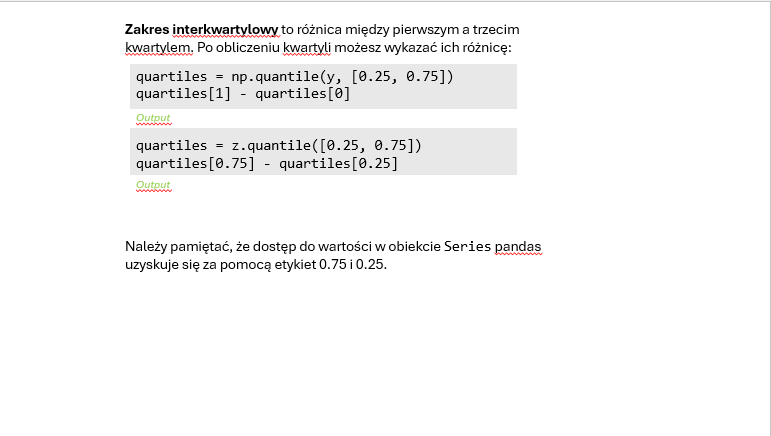 Zakres interkwartylowy to różnica między pierwszym a trzecim
kwartylem. Po obliczeniu kwartyli możesz wykazać ich różnicę:
quartiles = np.quantile(y, [0.25, 0.75])
quartiles[1] - quartiles[0]
Output
quartiles = z.quantile([0.25, 0.75])
quartiles[0.75] - quartiles[0.25]
Output
Należy pamiętać, że dostęp do wartości w obiekcie Series pandas
uzyskuje się za pomocą etykiet 0.75 i 0.25.